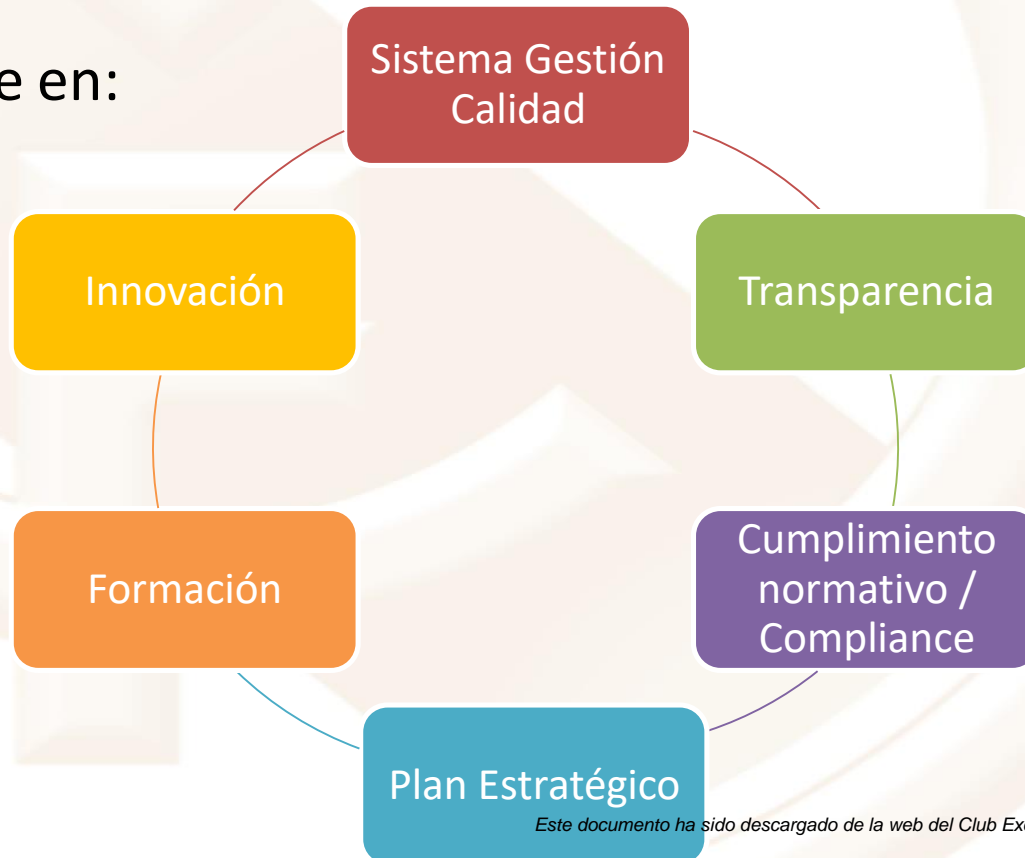 e en:
Sistema Gestión
Calidad
Transparencia
Cumplimiento
normativo /
Compliance
Plan Estratégico
Formación
Innovación
Este documento ha sido descargado de la web del Club Exc